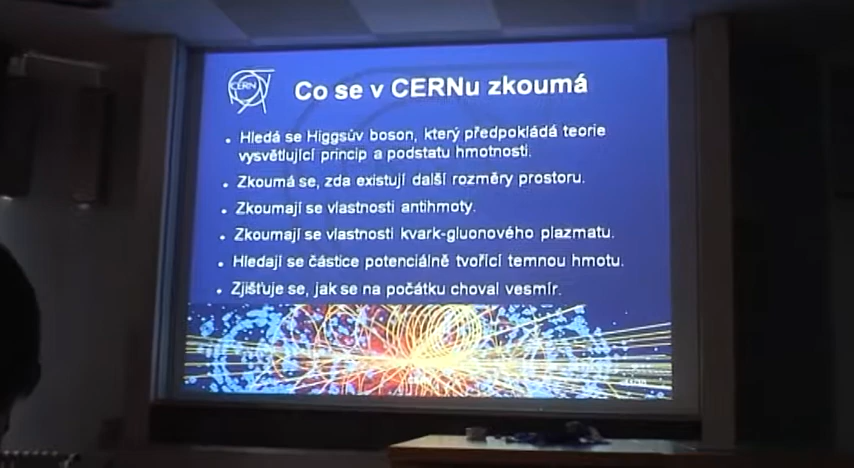 CERN
Co se v CERNu zkoumá
Hledá se Higgsův boson, který předpokládá teorie
vysvětlující princip a podstatu hmotnosti.
Zkoumá se, zda existují další rozměry prostoru.
Zkoumají se vlastnosti antihmoty.
Zkoumají se vlastnosti kvark-gluonového plazmatu.
Hledají se částice potenciálně tvořící temnou hmotu.
Zjišťuje se, jak se na počátku choval vesmír.